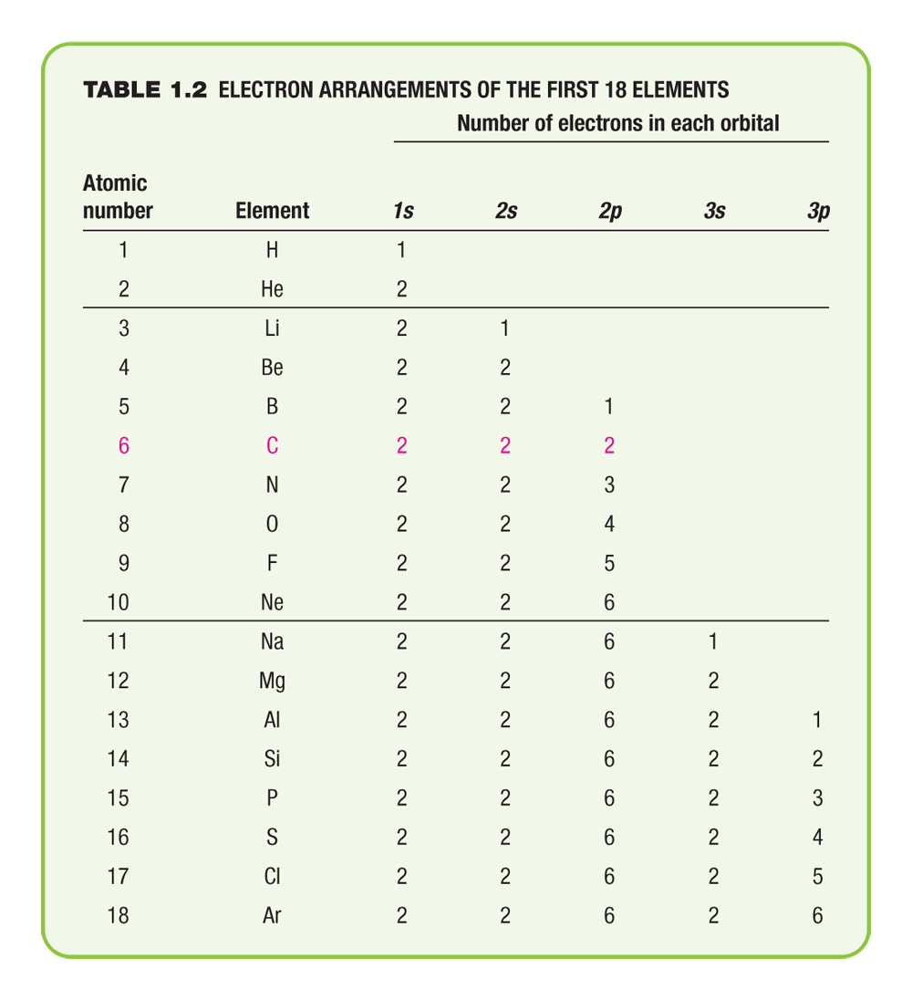 TABLE 1.2 ELECTRON ARRANGEMENTS OF THE FIRST 18 ELEMENTS
Number of electrons in each orbital
Atomic
number Element 1s 2s 2p 3s 3p
1 H 1
2 He 2
3 Li 2 1
4 Be 2 2
5 B 2 2 1
6 C 2 2 2
7 N 2 2 3
8 O 2 2 4
9 F 2 2 5
10 Ne 2 2 6
11 Na 2 2 6 1
12 Mg 2 2 6 2
13 Al 2 2 6 2 1
14 Si 2 2 6 2 2
15 P 2 2 6 2 3
16 S 2 2 6 2 4
17 Cl 2 2 6 2 5
18 Ar 2 2 6 2 6